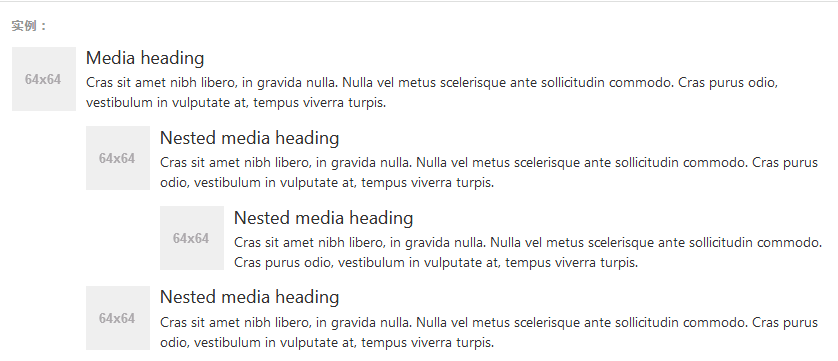 实例：
64x64
Media heading
Cras sit amet nibh libero, in gravida nulla. Nulla vel metus scelerisque ante sollicitudin commodo. Cras purus odio,
vestibulum in vulputate at, tempus viverra turpis.
64x64
Nested media heading
Cras sit amet nibh libero, in gravida nulla. Nulla vel metus scelerisque ante sollicitudin commodo. Cras purus
odio, vestibulum in vulputate at, tempus viverra turpis.
64x64
Nested media heading
Cras sit amet nibh libero, in gravida nulla. Nulla vel metus scelerisque ante sollicitudin commodo.
Cras purus odio, vestibulum in vulputate at, tempus viverra turpis.
64x64
Nested media heading
Cras sit amet nibh libero, in gravida nulla. Nulla vel metus scelerisque ante sollicitudin commodo. Cras purus
odio, vestibulum in vulputate at, tempus viverra turpis.